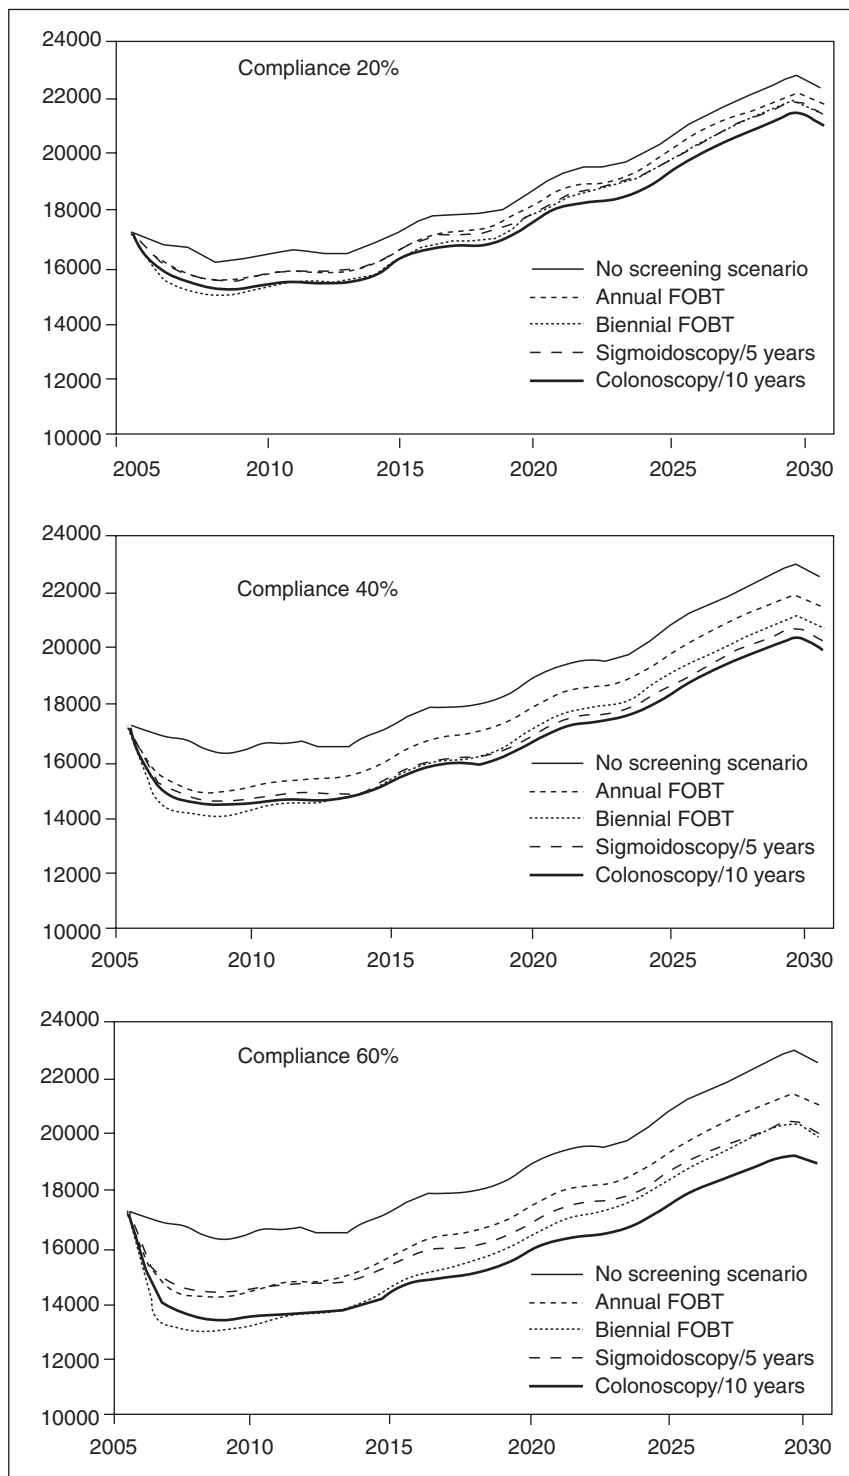 24000
Compliance 20%
22000
20000
18000
16000
No screening scenario
Annual FOBT
14000
Biennial FOBT
Sigmoidoscopy/5 years
12000
Colonoscopy/10 years
10000
2005 2010 2015 2020 2025 2030
24000
Compliance 40%
22000
20000
18000
16000
No screening scenario
Annual FOBT
14000
Biennial FOBT
Sigmoidoscopy/5 years
12000
Colonoscopy/10 years
10000
2005 2010 2015 2020 2025 2030
24000
Compliance 60%
22000
20000
18000
16000
No screening scenario
Annual FOBT
14000
Biennial FOBT
Sigmoidoscopy/5 years
12000
Colonoscopy/10 years
10000
2005 2010 2015 2020 2025 2030